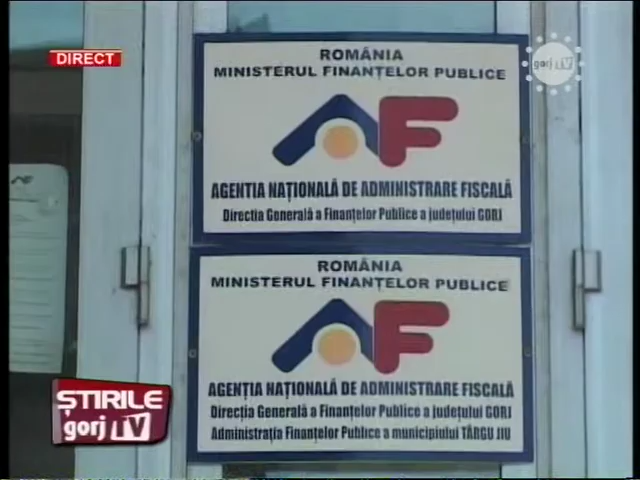 DIRECT
gorj TV
ROMÂNIA
MINISTERUL FINANȚELOR PUBLICE
AF
AGENTIA NAȚIONALĂ DE ADMINISTRARE FISCALĂ
Direcția Generală a Finanțelor Publice a județului GORJ
ROMÂNIA
MINISTERUL FINANȚELOR PUBLICE
AF
AGENȚIA NAȚIONALĂ DE ADMINISTRARE FISCALĂ
Direcția Generală a Finanțelor Publice a județului GORJ
Administrația Finanțelor Publice a municipiului TÂRGU JIU
ȘTIRILE
gorj TV